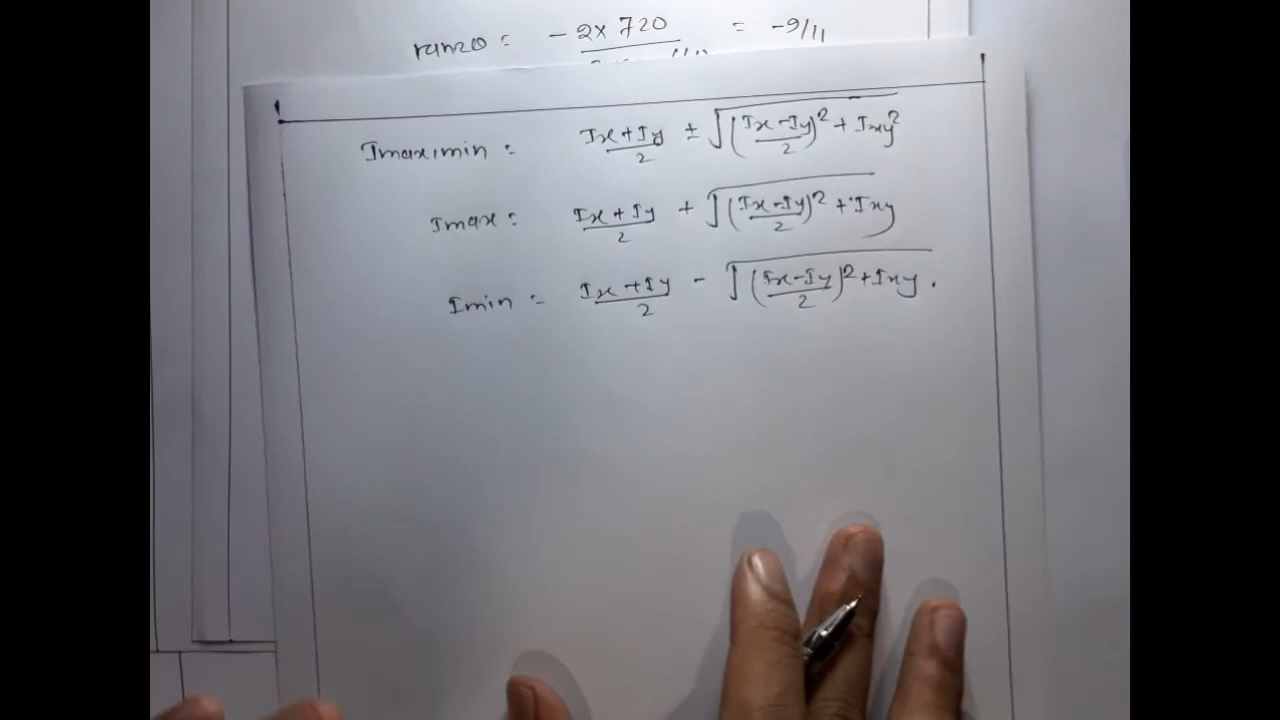 tan2θ = -2×720 / = -9/11
Imax,min = Ix+Iy/2 ± √(Ix-Iy/2)² + Ixy²
Imax = Ix+Iy/2 + √(Ix-Iy/2)² + Ixy
Imin = Ix+Iy/2 - √(Ix-Iy/2)² + Ixy.